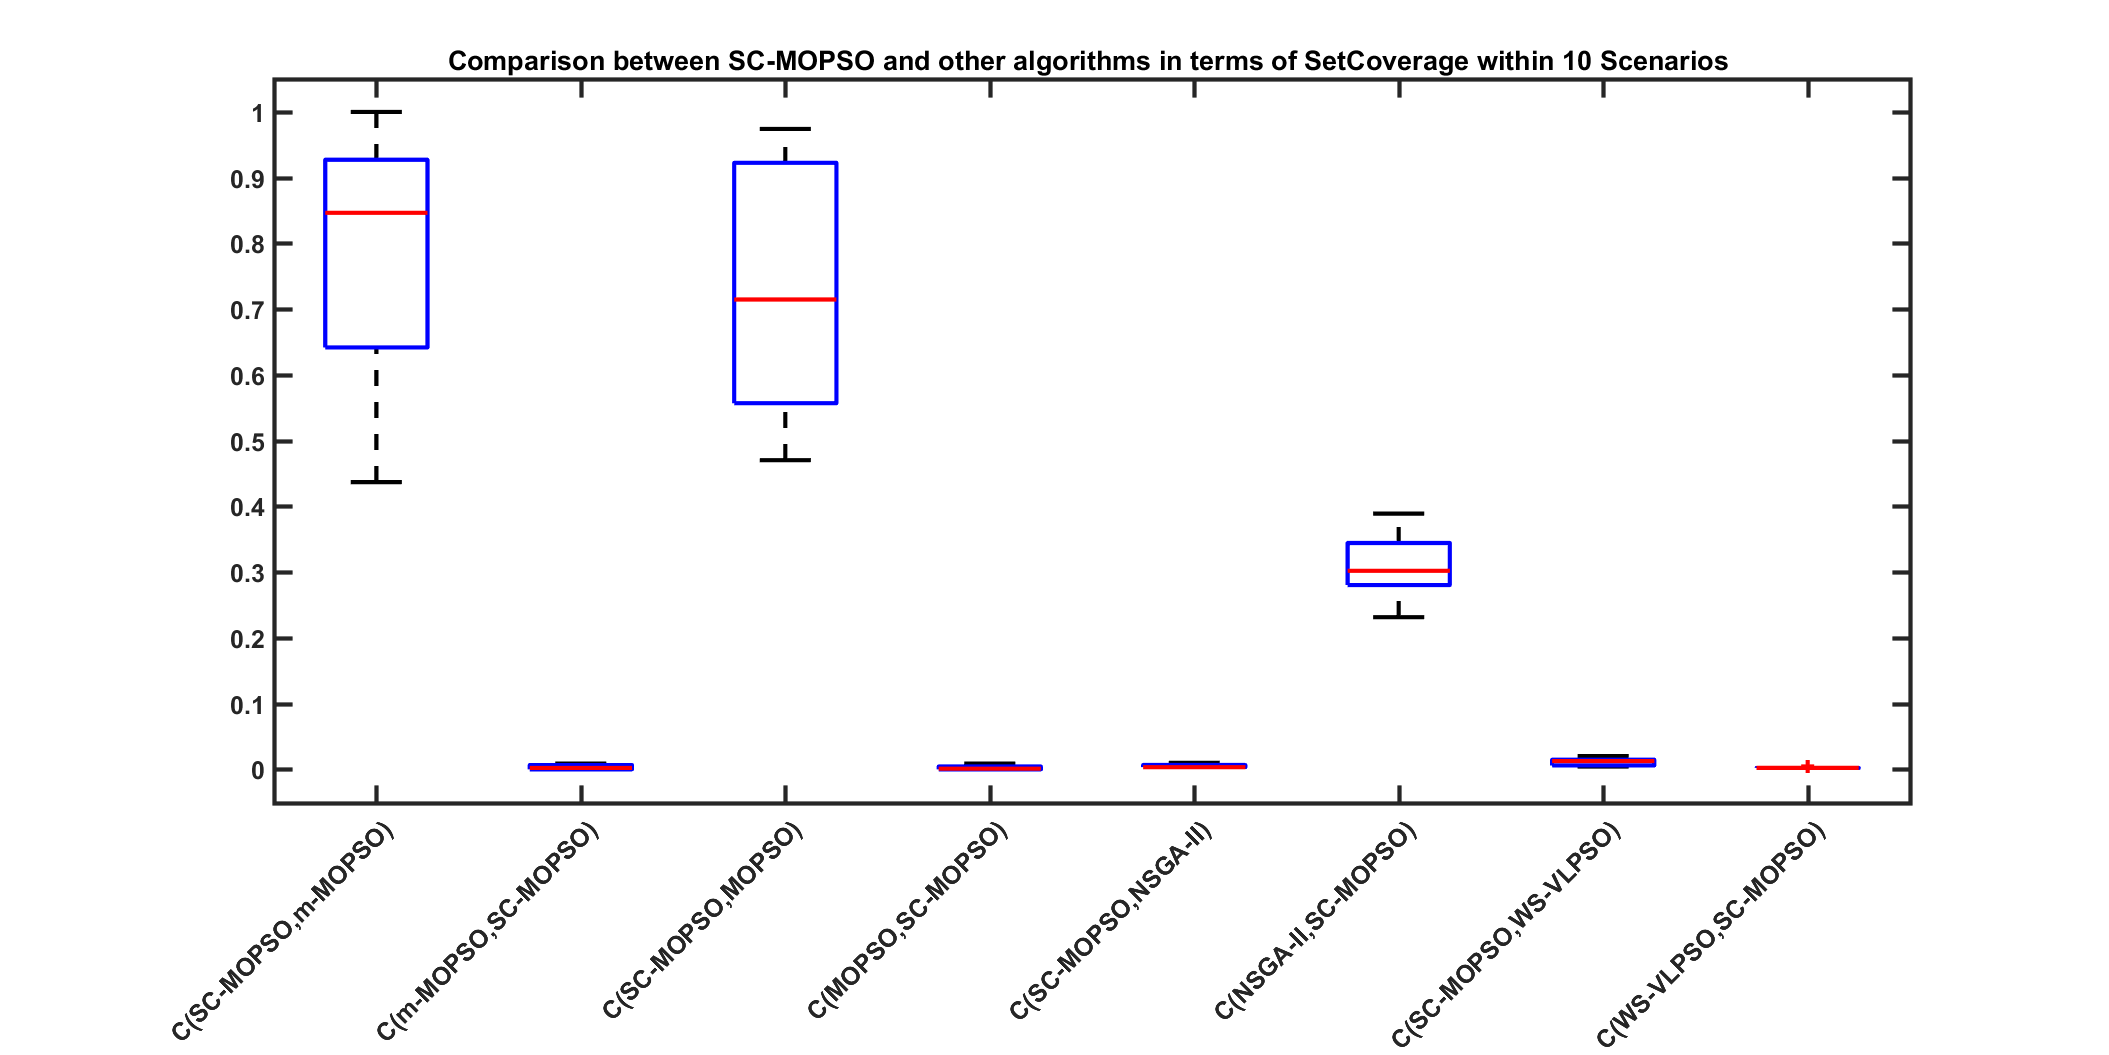 Comparison between SC-MOPSO and other algorithms in terms of SetCoverage within 10 Scenarios
1
0.9
0.8
0.7
0.6
0.5
0.4
0.3
0.2
0.1
0
C(SC-MOPSO,m-MOPSO)
C(m-MOPSO,SC-MOPSO)
C(SC-MOPSO,MOPSO)
C(MOPSO,SC-MOPSO)
C(SC-MOPSO,NSGA-II)
C(NSGA-II,SC-MOPSO)
C(SC-MOPSO,WS-VLPSO)
C(WS-VLPSO,SC-MOPSO)